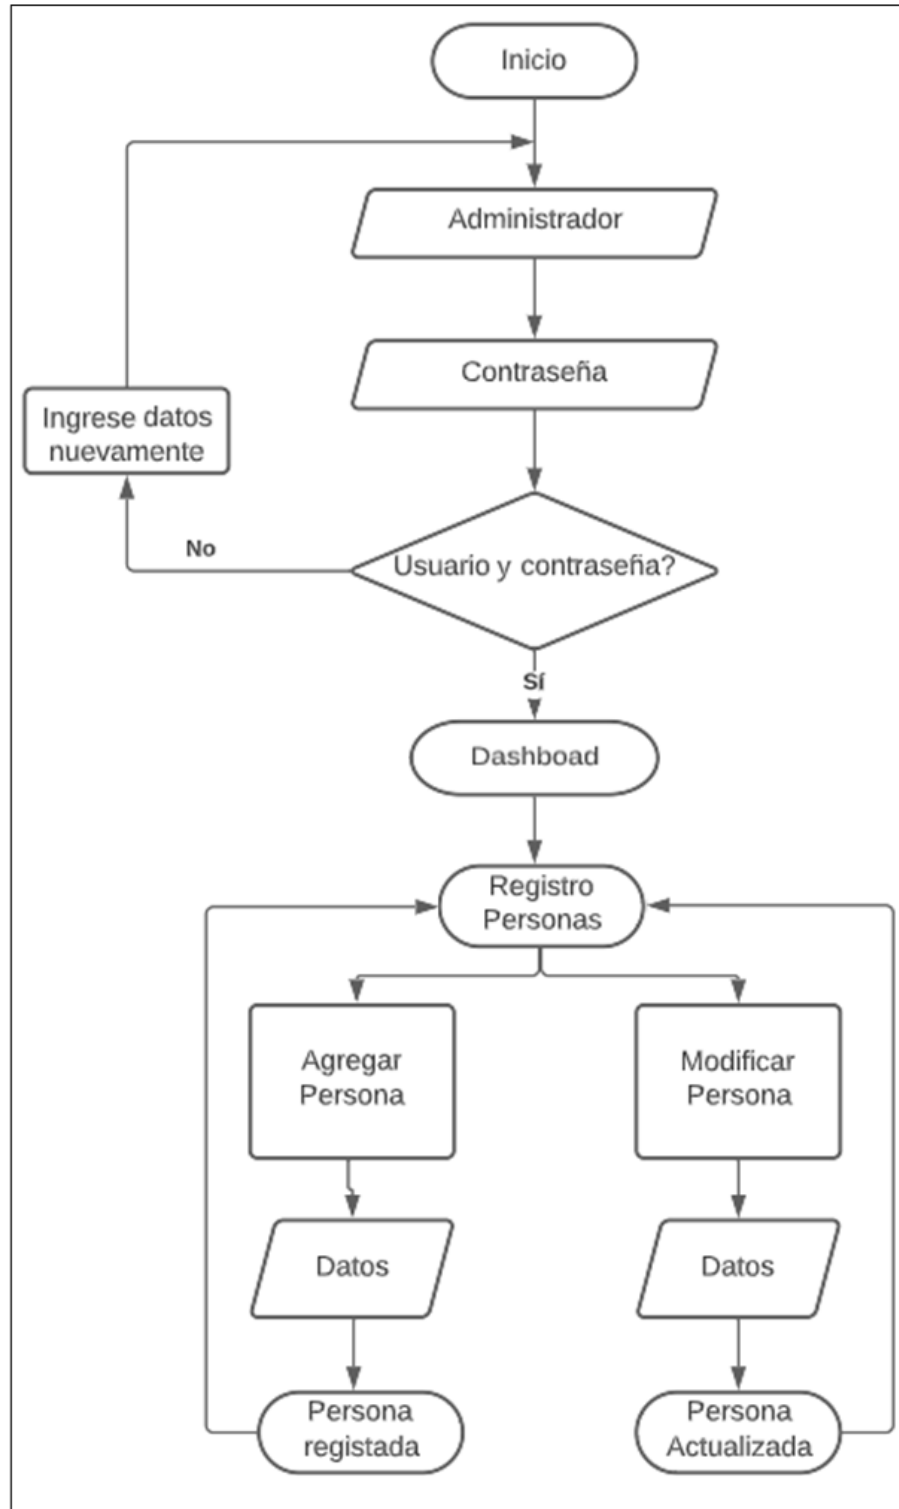 Inicio
Administrador
Contraseña
Ingrese datos
nuevamente
No
Usuario y contraseña?
Sí
Dashboad
Registro
Personas
Agregar
Persona
Modificar
Persona
Datos
Datos
Persona
registada
Persona
Actualizada